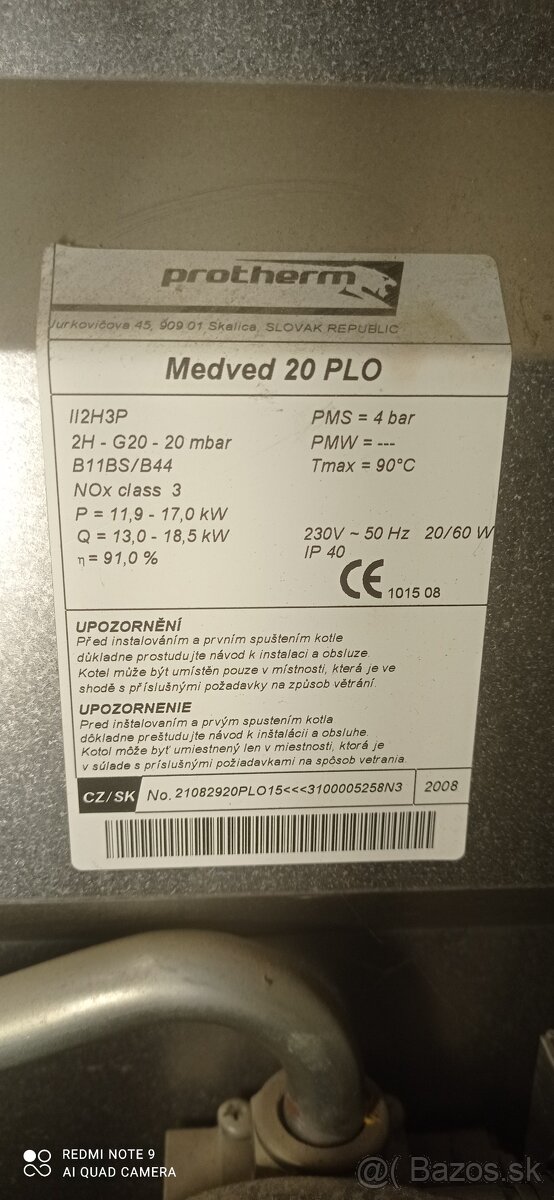 protherm
Jurkovičova 45, 909 01 Skalica, SLOVAK REPUBLIC
Medved 20 PLO
II2H3P
2H - G20 - 20 mbar
B11BS/B44
NOx class 3
P = 11,9 - 17,0 kW
Q = 13,0 - 18,5 kW
η = 91,0 %
PMS = 4 bar
PMW = ---
Tmax = 90°C
230V ~ 50 Hz 20/60 W
IP 40
CE 1015 08
UPOZORNĚNÍ
Před instalováním a prvním spuštením kotle
důkladne prostudujte návod k instalaci a obsluze.
Kotel může být umístěn pouze v místnosti, která je ve
shodě s příslušnými požadavky na způsob větrání.
UPOZORNENIE
Pred inštalovaním a prvým spustením kotla
dôkladne preštudujte návod k inštalácii a obsluhe.
Kotol môže byť umiestnený len v miestnosti, ktorá je
v súlade s príslušnými požiadavkami na spôsob vetrania.
CZ/SK No. 21082920PLO15<<<3100005258N3 2008
REDMI NOTE 9
AI QUAD CAMERA
@( Bazos.sk